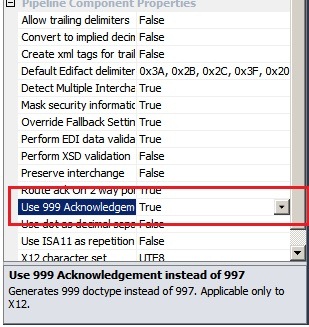 Pipeline Component Properties
Allow trailing delimiters False
Convert to implied decin False
Create xml tags for trail False
Default Edifact delimiter 0x3A, 0x2B, 0x2C, 0x3F, 0x20
Detect Multiple Intercha True
Mask security informatic True
Override Fallback Settin True
Perform EDI data valida True
Perform XSD validation False
Preserve interchange False
Route ack On 2 way por True
Use 999 Acknowledgem True
Use dot as decimal sepa False
Use ISA11 as repetition False
X12 character set UTF8
Use 999 Acknowledgement instead of 997
Generates 999 doctype instead of 997. Applicable only to
X12.